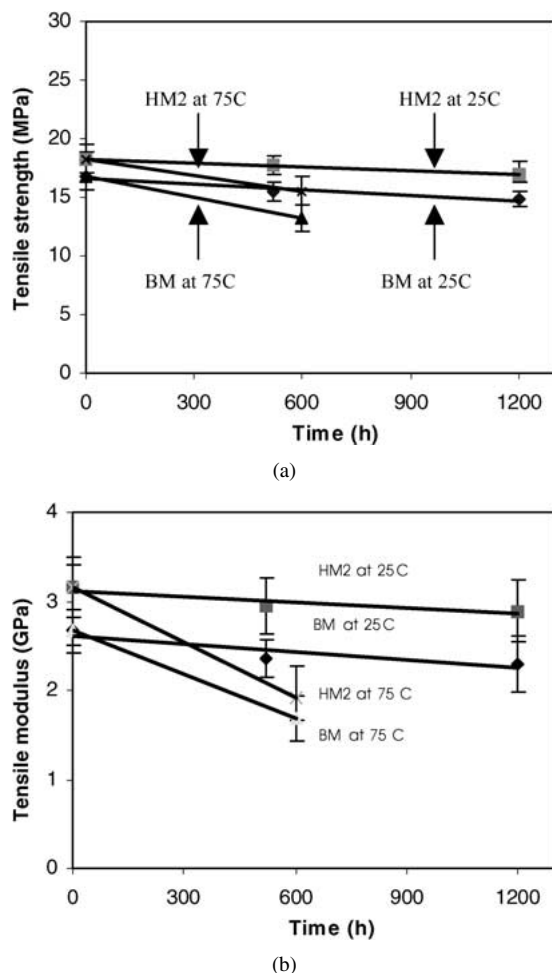 30
25
20
15
10
5
0
Tensile strength (MPa)
HM2 at 75C
HM2 at 25C
BM at 75C
BM at 25C
0 300 600 900 1200
Time (h)
(a)
4
3
2
1
0
Tensile modulus (GPa)
HM2 at 25C
BM at 25C
HM2 at 75 C
BM at 75 C
0 300 600 900 1200
Time (h)
(b)